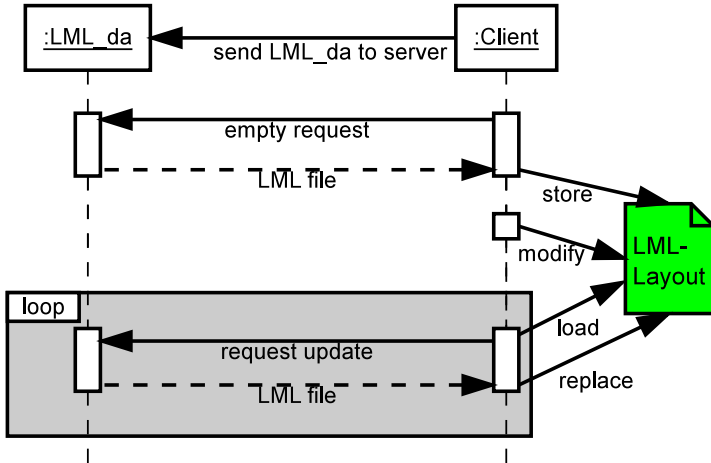 :LML_da
:Client
send LML_da to server
empty request
LML file
store
modify
LML-
Layout
loop
load
request update
replace
LML file